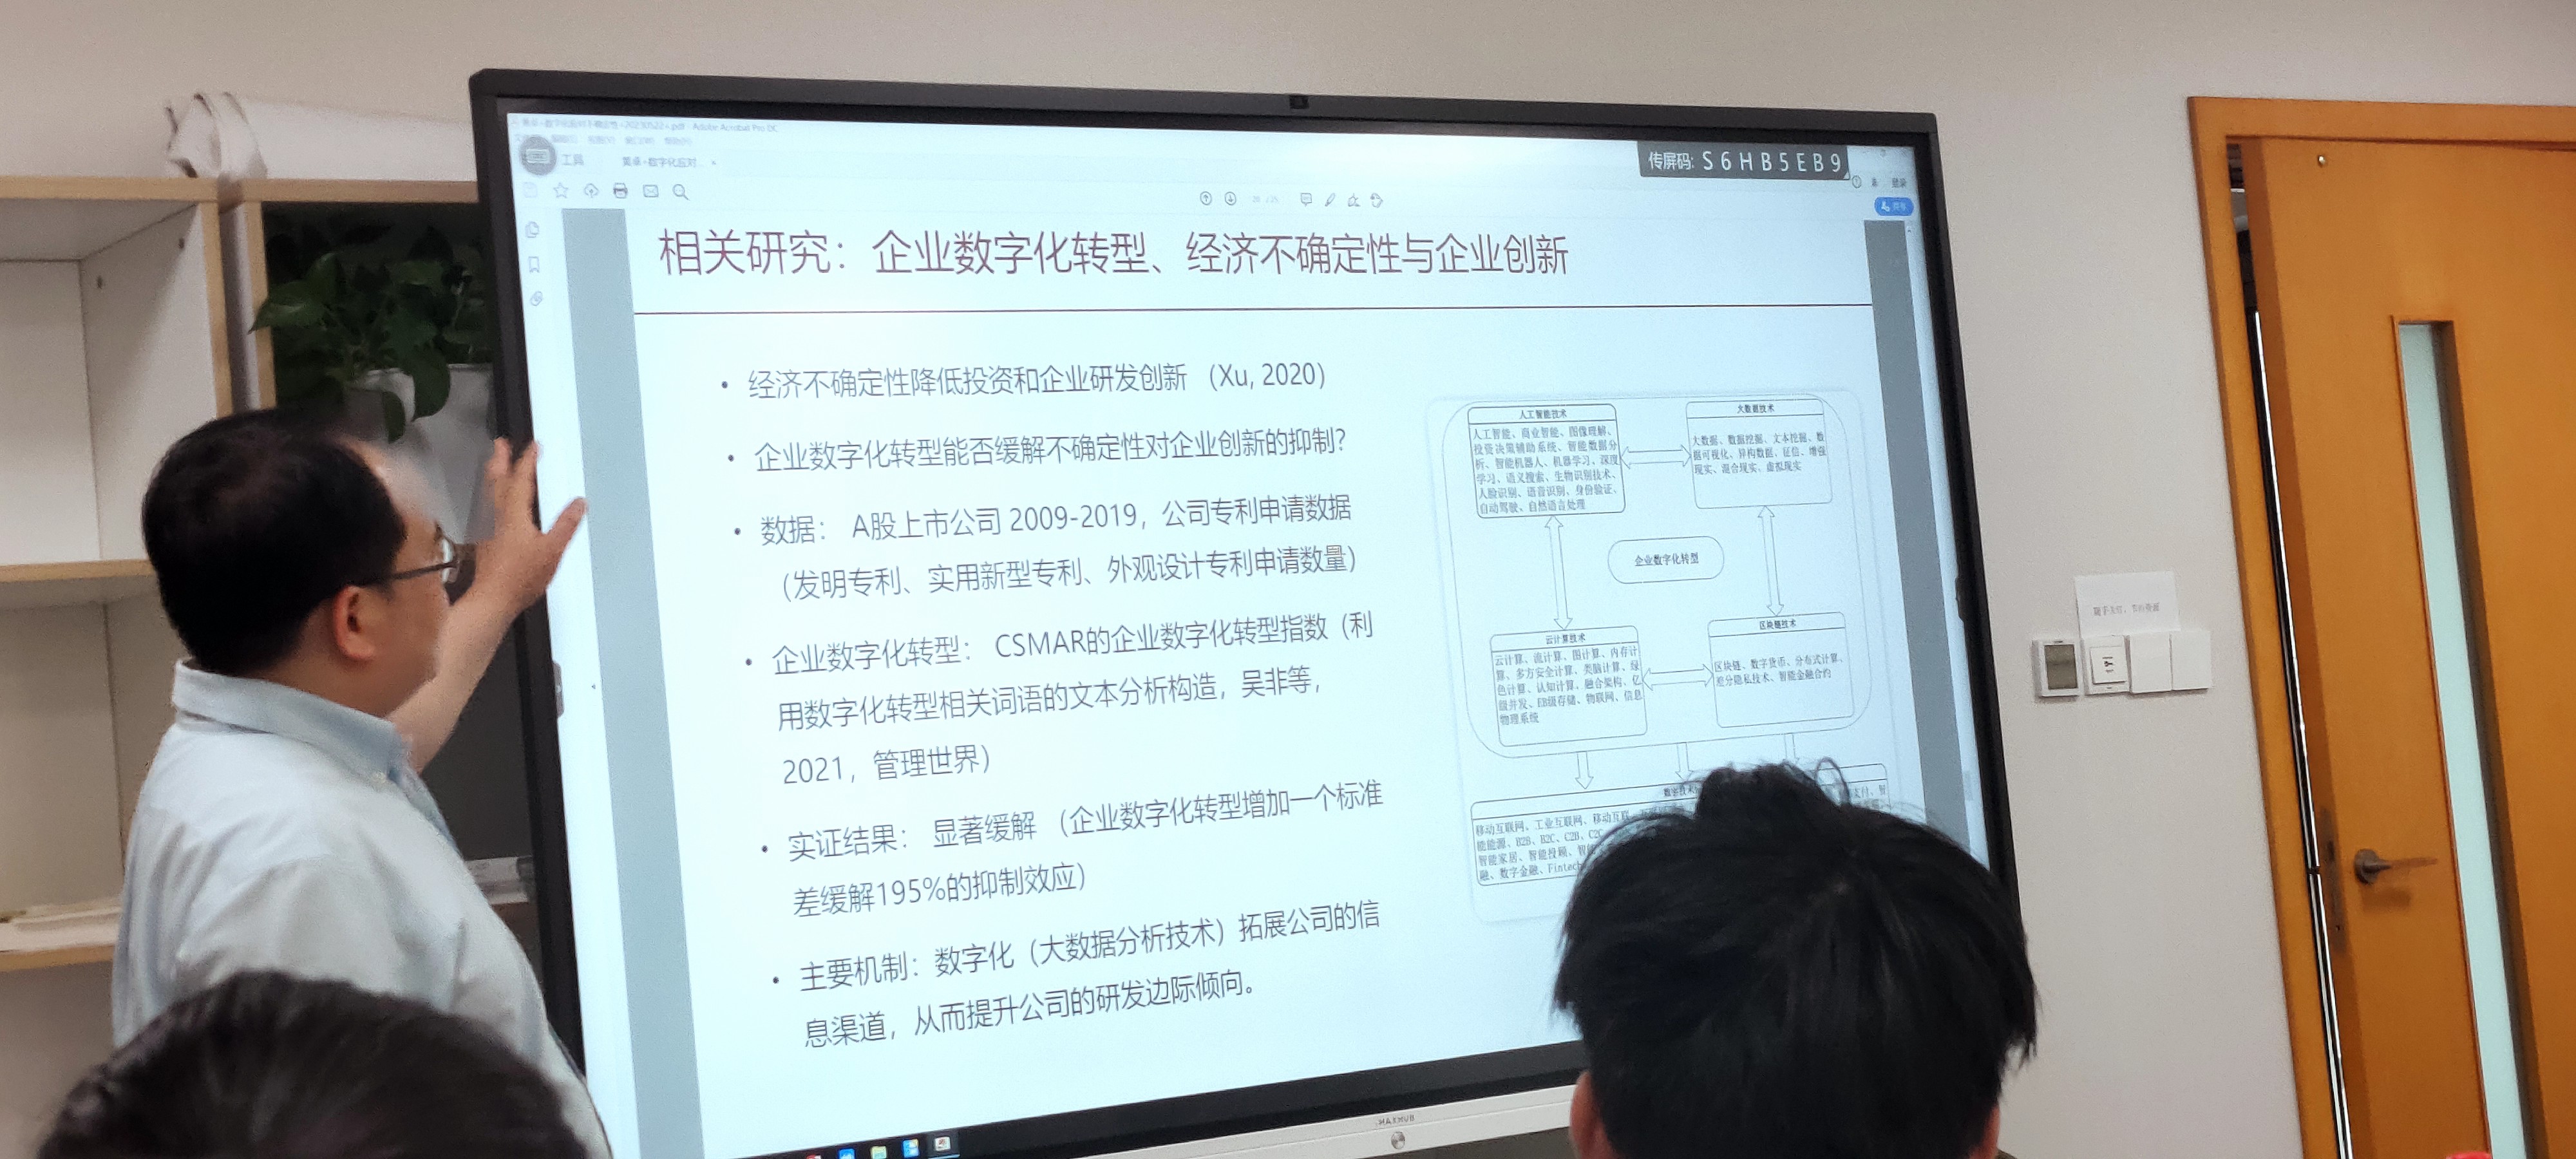 Adobe Acrobat Pro DC
工具
传屏码: S6HB5EB9
相关研究：企业数字化转型、经济不确定性与企业创新
• 经济不确定性降低投资和企业研发创新 （Xu, 2020）
• 企业数字化转型能否缓解不确定性对企业创新的抑制？
• 数据： A股上市公司 2009-2019，公司专利申请数据
（发明专利、实用新型专利、外观设计专利申请数量）
• 企业数字化转型： CSMAR的企业数字化转型指数（利
用数字化转型相关词语的文本分析构造，吴非等，
2021，管理世界）
• 实证结果： 显著缓解 （企业数字化转型增加一个标准
差缓解195%的抑制效应）
• 主要机制：数字化（大数据分析技术）拓展公司的信
息渠道，从而提升公司的研发边际倾向。
人工智能技术
人工智能、商业智能、图像理解、
投资决策辅助系统、智能数据分
析、智能机器人、机器学习、深度
学习、语义搜索、生物识别技术、
人脸识别、语音识别、身份验证、
自动驾驶、自然语言处理
大数据技术
大数据、数据挖掘、文本挖掘、数
据可视化、异构数据、征信、增强
现实、混合现实、虚拟现实
企业数字化转型
云计算技术
云计算、流计算、图计算、内存计
算、多方安全计算、类脑计算、绿
色计算、认知计算、融合架构、亿
级并发、EB级存储、物联网、信息
物理系统
区块链技术
区块链、数字货币、分布式计算、
差分隐私技术、智能金融合约
数字技术
移动互联网、工业互联网、移动互联
能能源、B2B、B2C、C2B、C2C
智能家居、智能投顾、智
融、数字金融、Fintech
MAXHUB